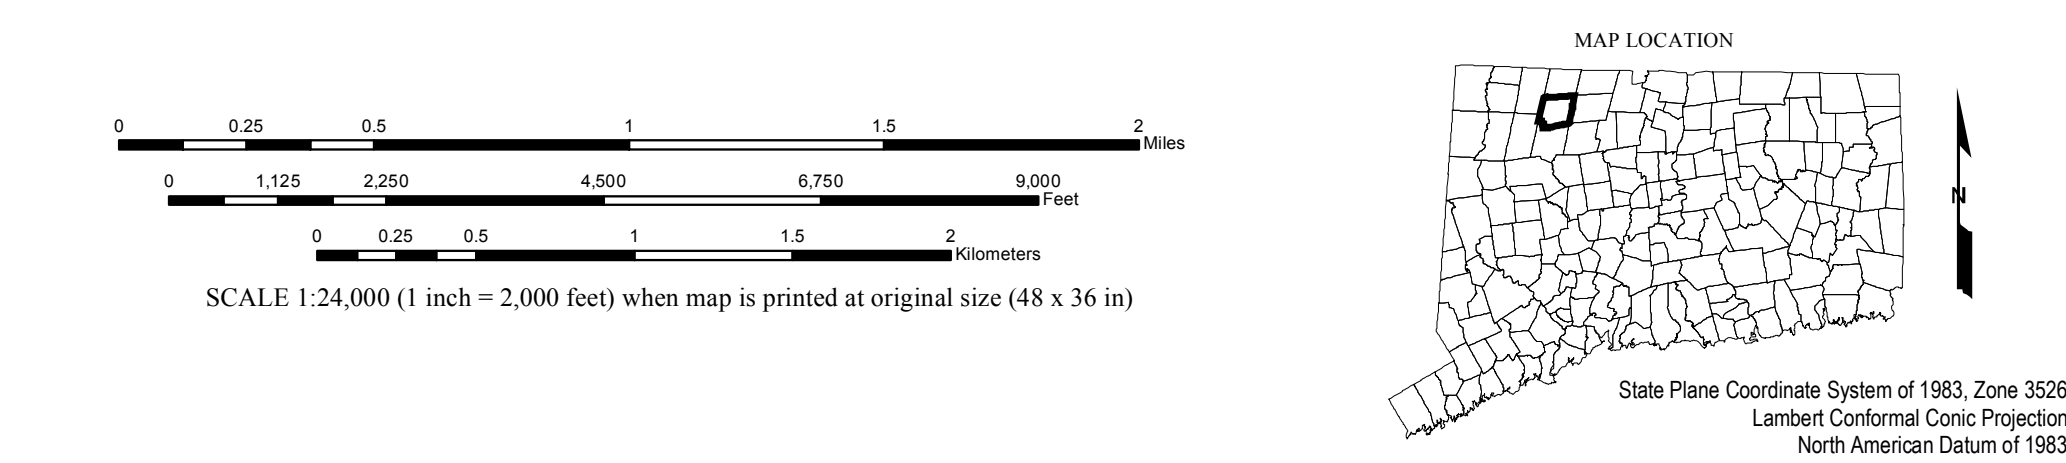 MAP LOCATION
0 0.25 0.5 1 1.5 2
Miles
0 1,125 2,250 4,500 6,750 9,000
Feet
0 0.25 0.5 1 1.5 2
Kilometers
SCALE 1:24,000 (1 inch = 2,000 feet) when map is printed at original size (48 x 36 in)
N
State Plane Coordinate System of 1983, Zone 3526
Lambert Conformal Conic Projection
North American Datum of 1983